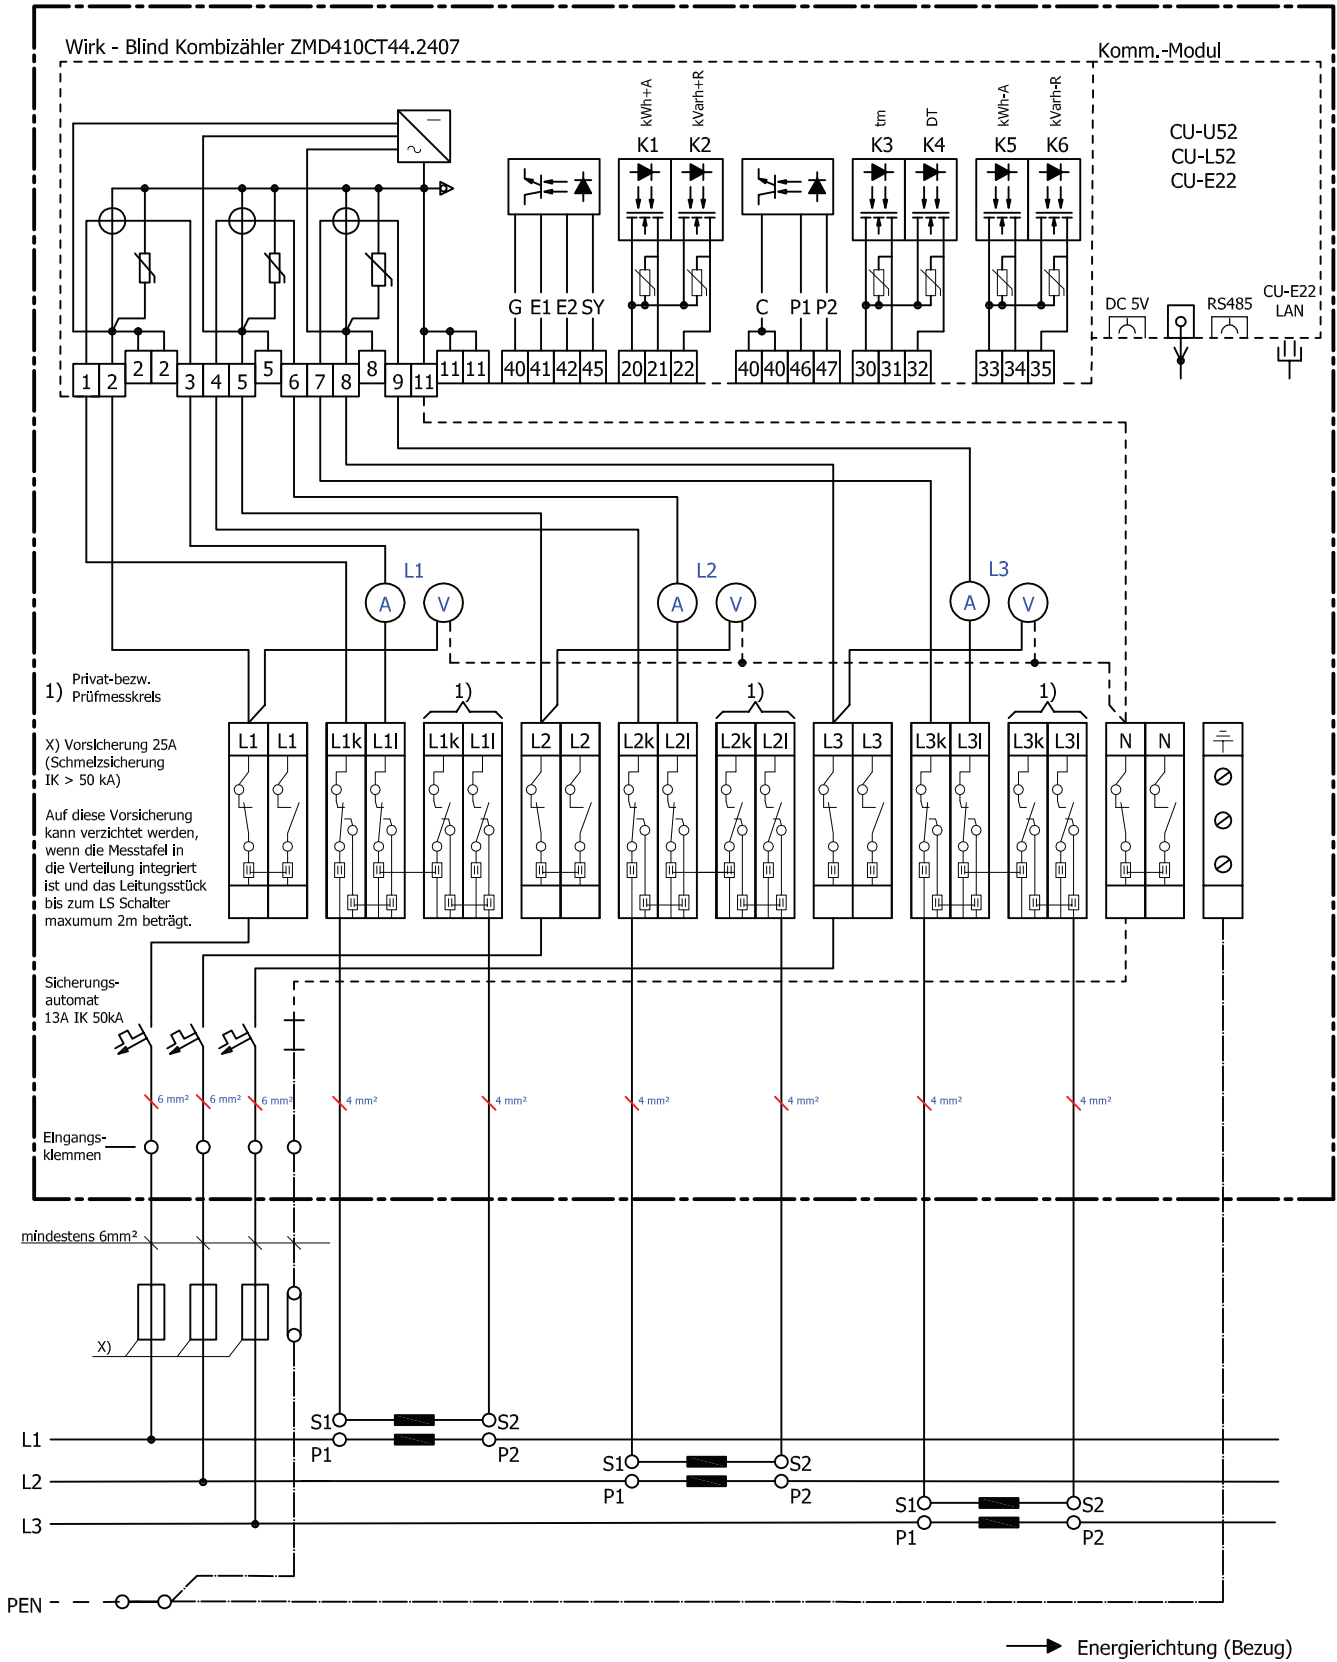 Wirk - Blind Kombizähler ZMD410CT44.2407
Komm.-Modul
kWh+A kVarh+R tm DT kWh-A kVarh-R
K1 K2 K3 K4 K5 K6
CU-U52
CU-L52
CU-E22
G E1 E2 SY C P1 P2
DC 5V RS485 CU-E22
LAN
1 2 2 2 3 4 5 5 6 7 8 8 9 11 11 11 40 41 42 45 20 21 22 40 40 46 47 30 31 32 33 34 35
L1 L2 L3
A V A V A V
1) Privat-bezw.
Prüfmesskreis
1) 1) 1)
X) Vorsicherung 25A
(Schmelzsicherung
IK > 50 kA)
L1 L1 L1k L1l L1k L1l L2 L2 L2k L2l L2k L2l L3 L3 L3k L3l L3k L3l N N
Auf diese Vorsicherung
kann verzichtet werden,
wenn die Messtafel in
die Verteilung integriert
ist und das Leitungsstück
bis zum LS Schalter
maxumum 2m beträgt.
Sicherungs-
automat
13A IK 50kA
6 mm² 6 mm² 6 mm² 4 mm² 4 mm² 4 mm² 4 mm² 4 mm² 4 mm²
Eingangs-
klemmen
mindestens 6mm²
X)
S1 S2
L1
P1 P2
S1 S2
L2
P1 P2
S1 S2
L3
P1 P2
PEN
Energierichtung (Bezug)